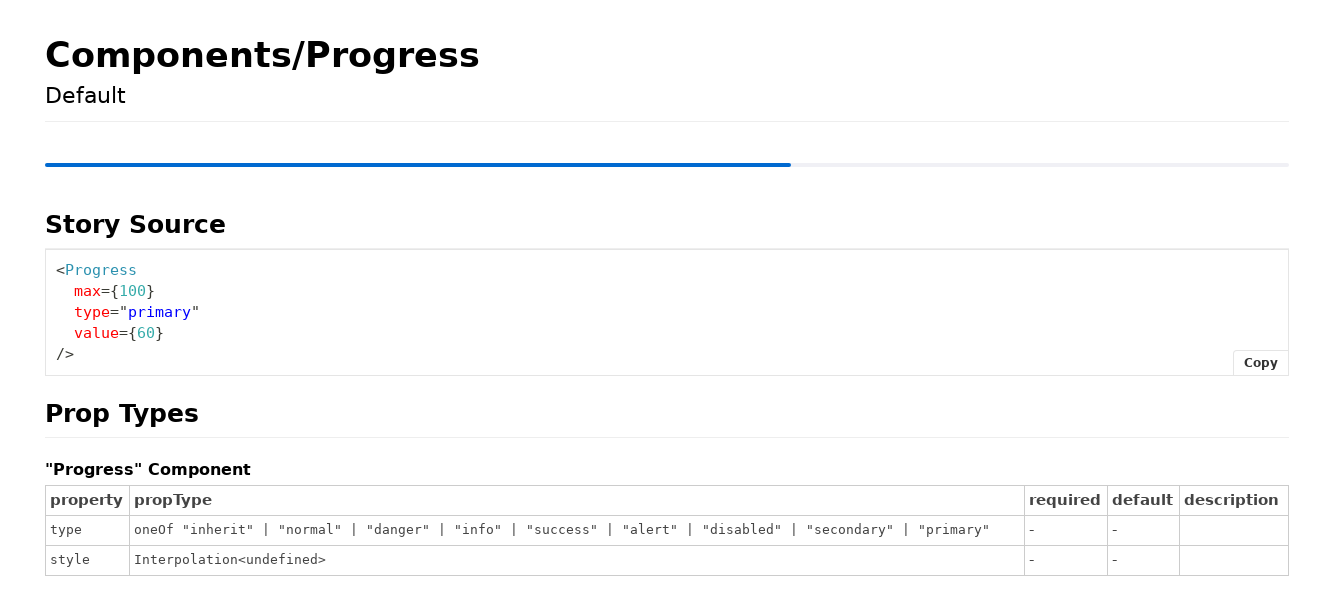 Components/Progress
Default
Story Source
<Progress
  max={100}
  type="primary"
  value={60}
/>
Copy
Prop Types
"Progress" Component
property propType required default description
type oneOf "inherit" | "normal" | "danger" | "info" | "success" | "alert" | "disabled" | "secondary" | "primary" - -
style Interpolation<undefined> - -